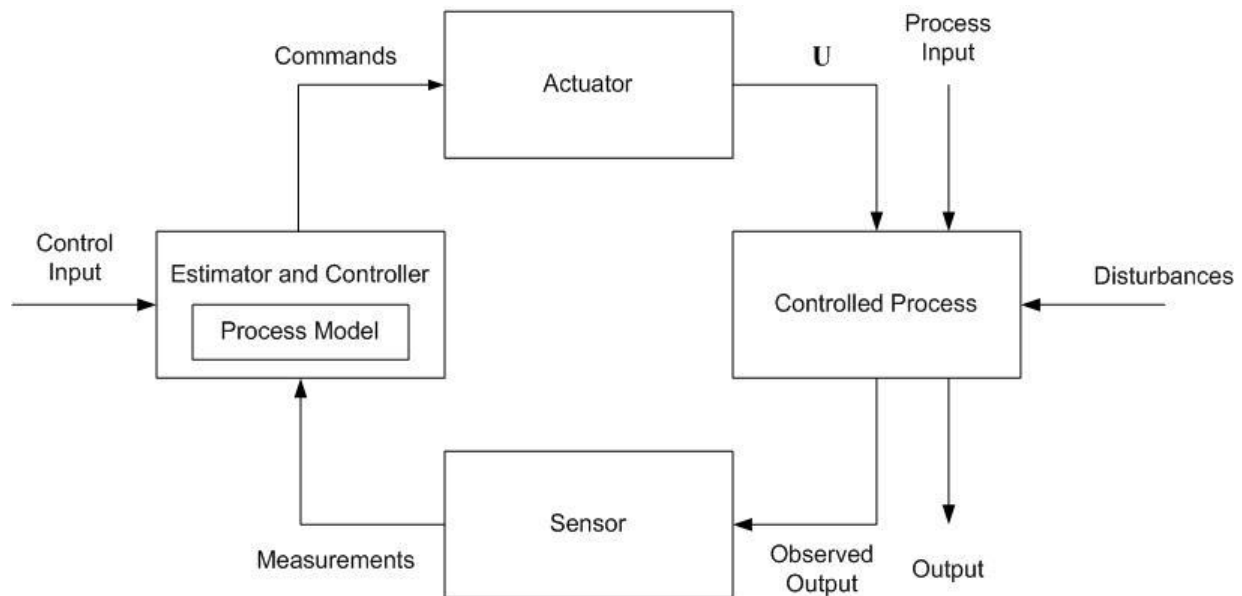 Process
Input
Commands
U
Actuator
Control
Input
Estimator and Controller
Process Model
Controlled Process
Disturbances
Sensor
Measurements
Observed
Output
Output